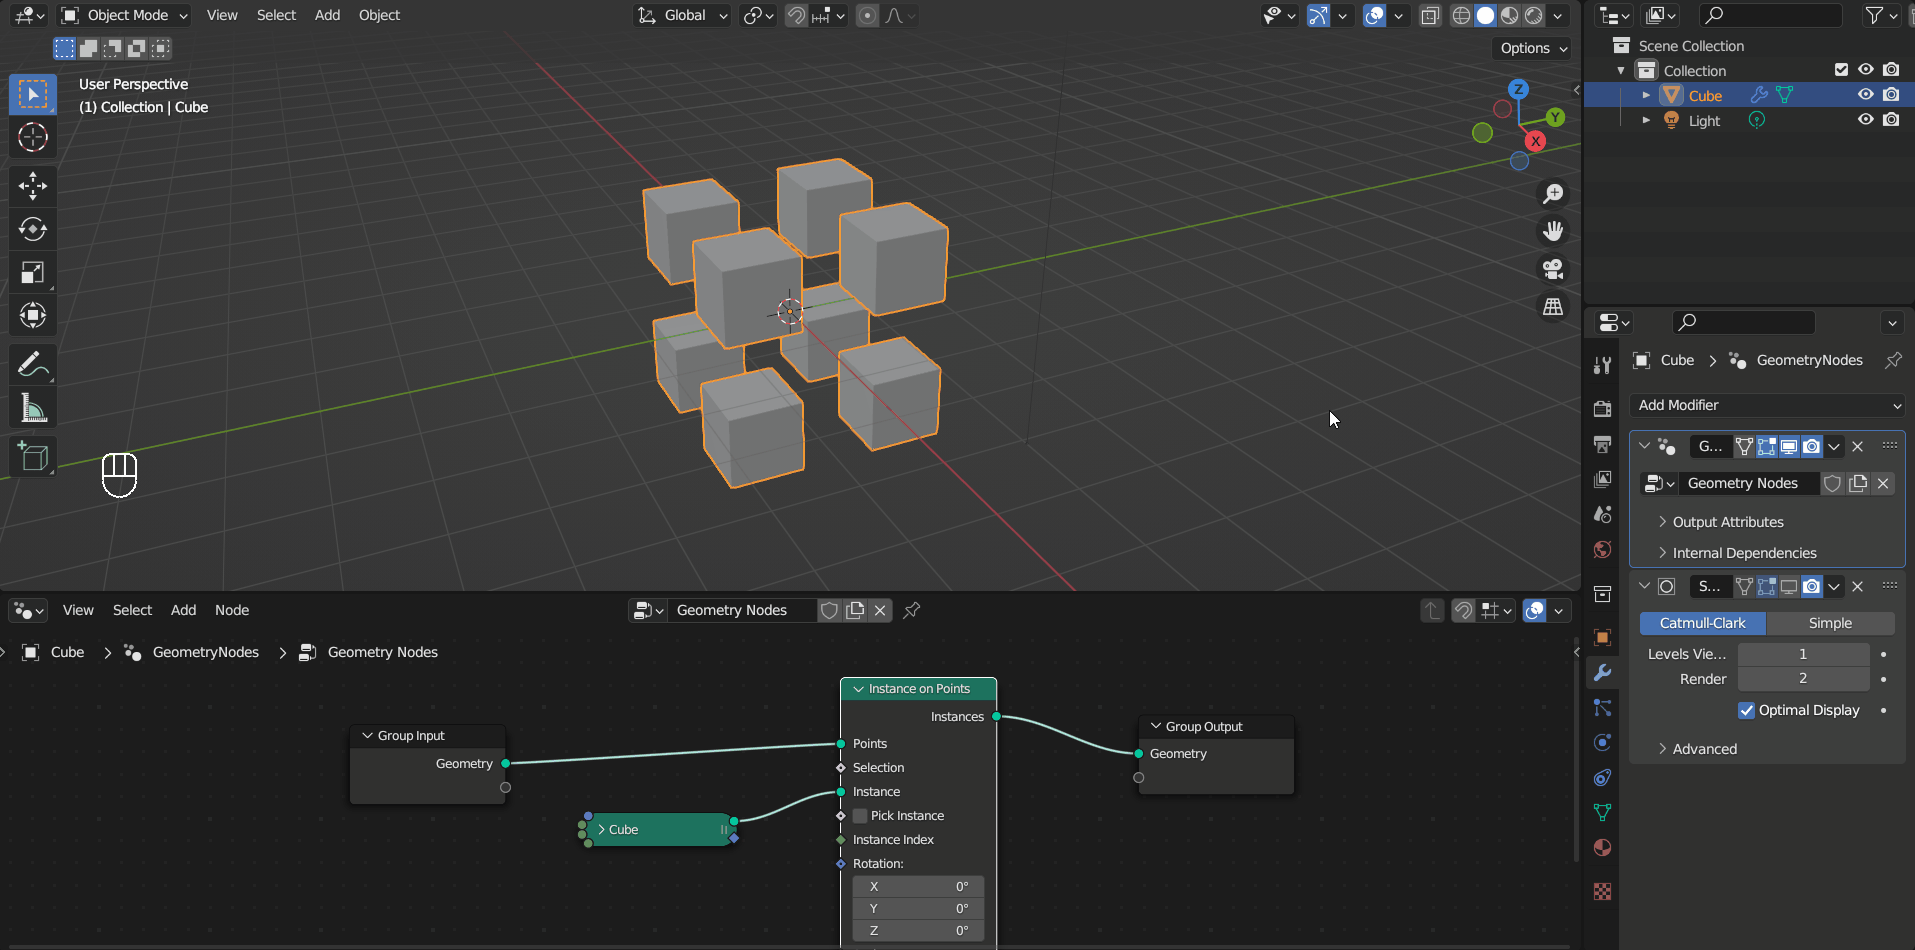 Object Mode
View
Select
Add
Object
Global
Options
User Perspective
(1) Collection | Cube
Z
Y
X
Scene Collection
Collection
Cube
Light
Cube
GeometryNodes
Add Modifier
G...
Geometry Nodes
Output Attributes
Internal Dependencies
S...
Catmull-Clark
Simple
Levels Vie...
1
Render
2
Optimal Display
Advanced
View
Select
Add
Node
Geometry Nodes
Cube
GeometryNodes
Geometry Nodes
Group Input
Geometry
Cube
Instance on Points
Instances
Points
Selection
Instance
Pick Instance
Instance Index
Rotation:
X 0°
Y 0°
Z 0°
Group Output
Geometry